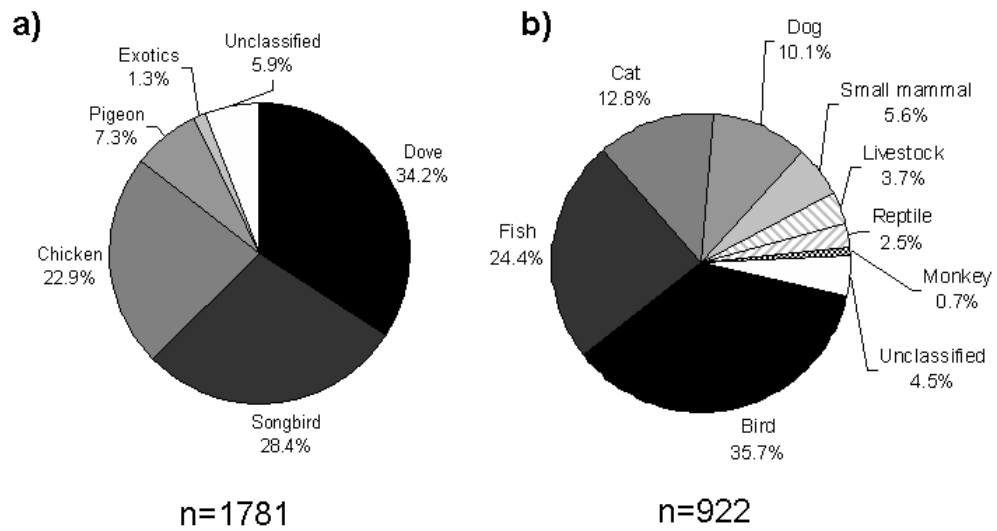 a)
Unclassified
5.9%
Exotics
1.3%
Pigeon
7.3%
Dove
34.2%
Chicken
22.9%
Songbird
28.4%
n=1781
b)
Dog
10.1%
Cat
12.8%
Small mammal
5.6%
Livestock
3.7%
Reptile
2.5%
Fish
24.4%
Monkey
0.7%
Unclassified
4.5%
Bird
35.7%
n=922